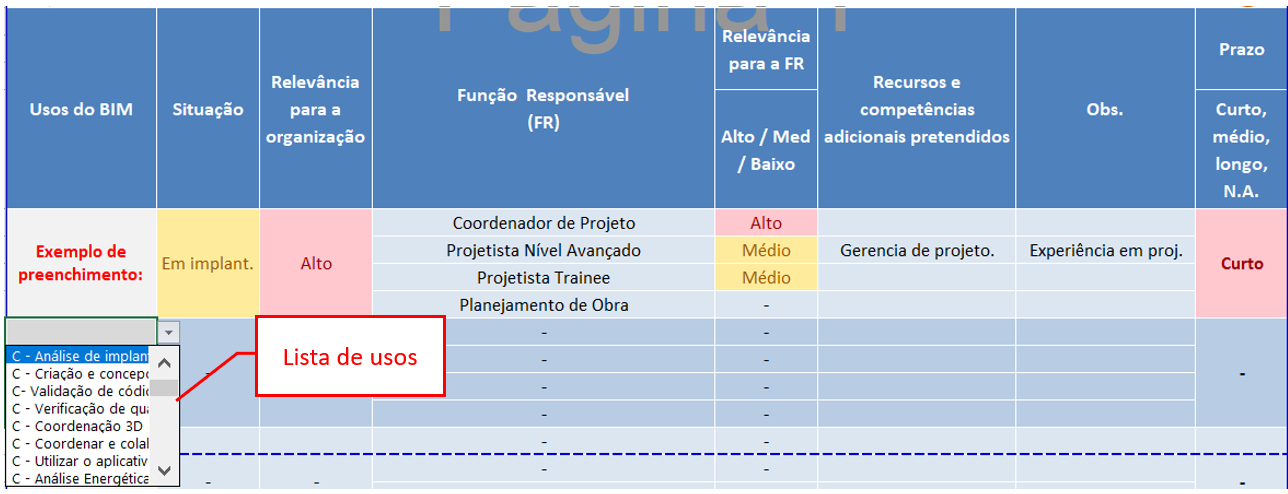 Página 1
Usos do BIM
Situação
Relevância
para a
organização
Função Responsável
(FR)
Relevância
para a FR
Alto / Med
/ Baixo
Recursos e
competências
adicionais pretendidos
Obs.
Prazo
Curto,
médio,
longo,
N.A.
Exemplo de
preenchimento:
Em implant.
Alto
Coordenador de Projeto
Alto
Projetista Nível Avançado
Médio
Gerencia de projeto.
Experiência em proj.
Projetista Trainee
Médio
Planejamento de Obra
-
Curto
- -
- -
- -
- -
-
-
Lista de usos
C - Análise de implan
C - Criação e concep
C- Validação de códi
C - Verificação de qu
C - Coordenação 3D
C - Coordenar e colal
C - Utilizar o aplicativ
C - Análise Energética
- -
- -
- - -